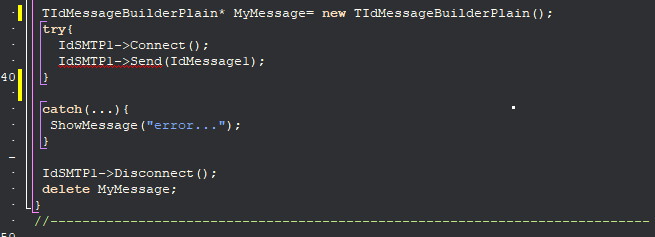 TIdMessageBuilderPlain* MyMessage= new TIdMessageBuilderPlain();
try{
IdSMTP1->Connect();
IdSMTP1->Send(IdMessage1);
40 }
catch(...){
ShowMessage("error...");
}
IdSMTP1->Disconnect();
delete MyMessage;
}
//---------------------------------------------------------------------------